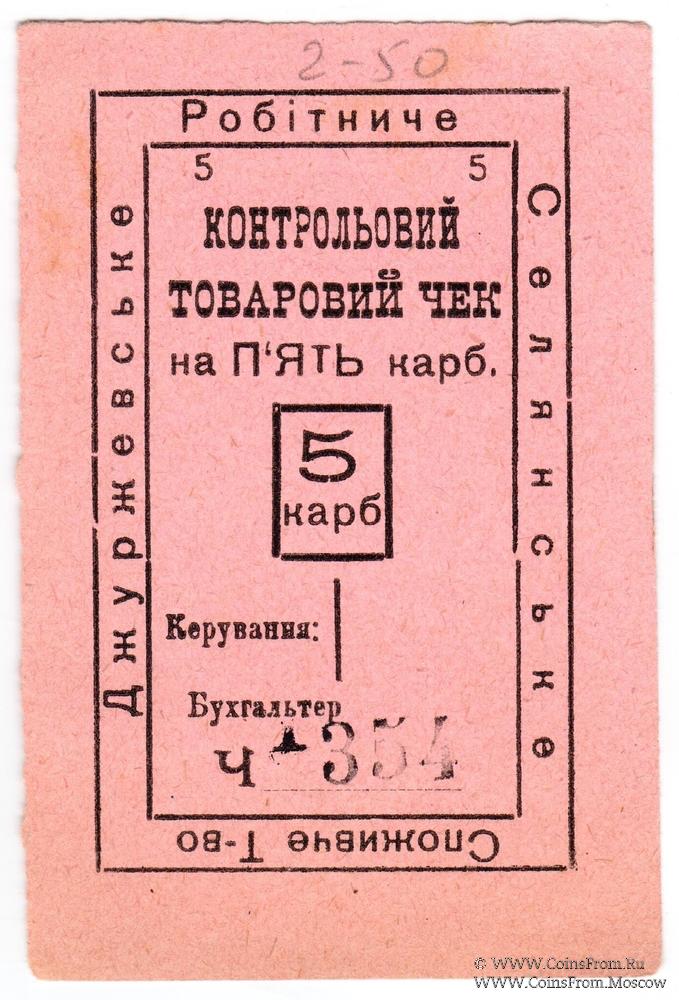 2-50
Робітниче
Джуржевське
Селянське
Споживче Т-во
5 5
КОНТРОЛЬОВИЙ
ТОВАРОВИЙ ЧЕК
на П‘ЯТЬ карб.
5
карб
Керування:
Бухгальтер
Ч 354
© WWW.CoinsFrom.Ru
www.CoinsFrom.Moscow